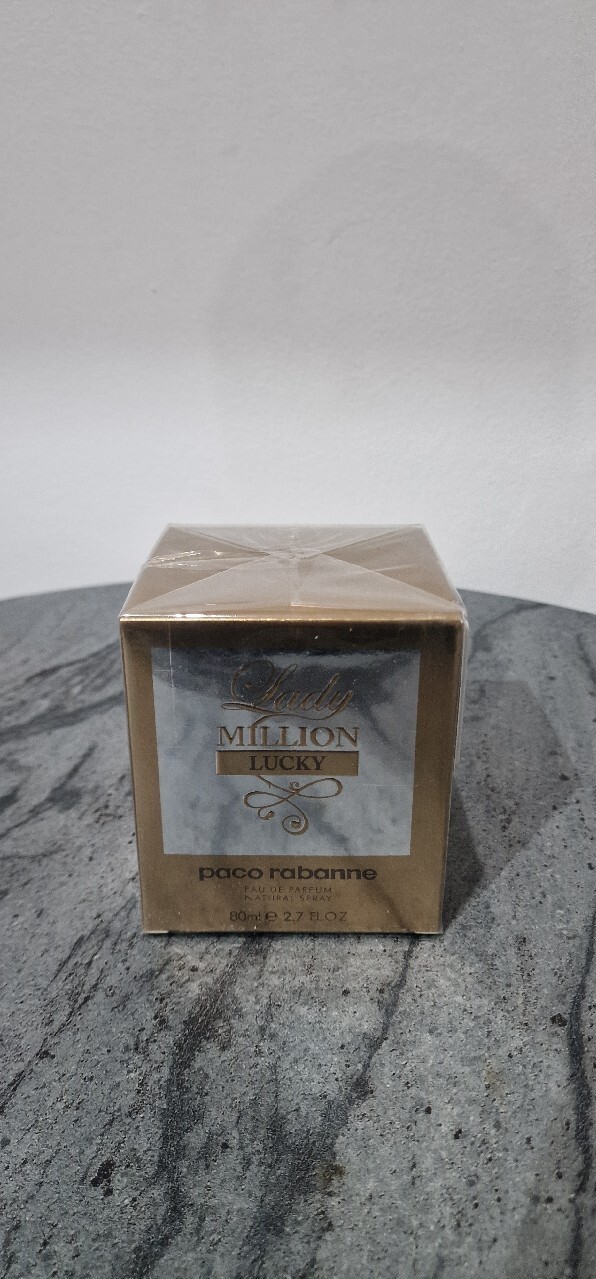 Lady
MILLION
LUCKY
paco rabanne
EAU DE PARFUM
NATURAL SPRAY
80ml ℮ 2.7 FL.OZ